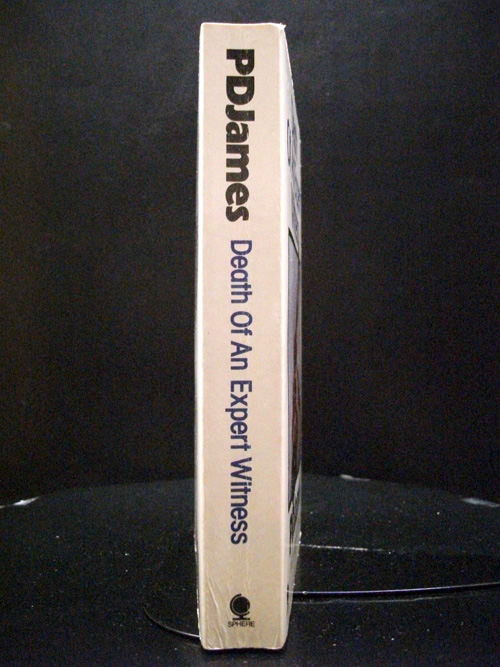 PDJames
Death Of An Expert Witness
SPHERE